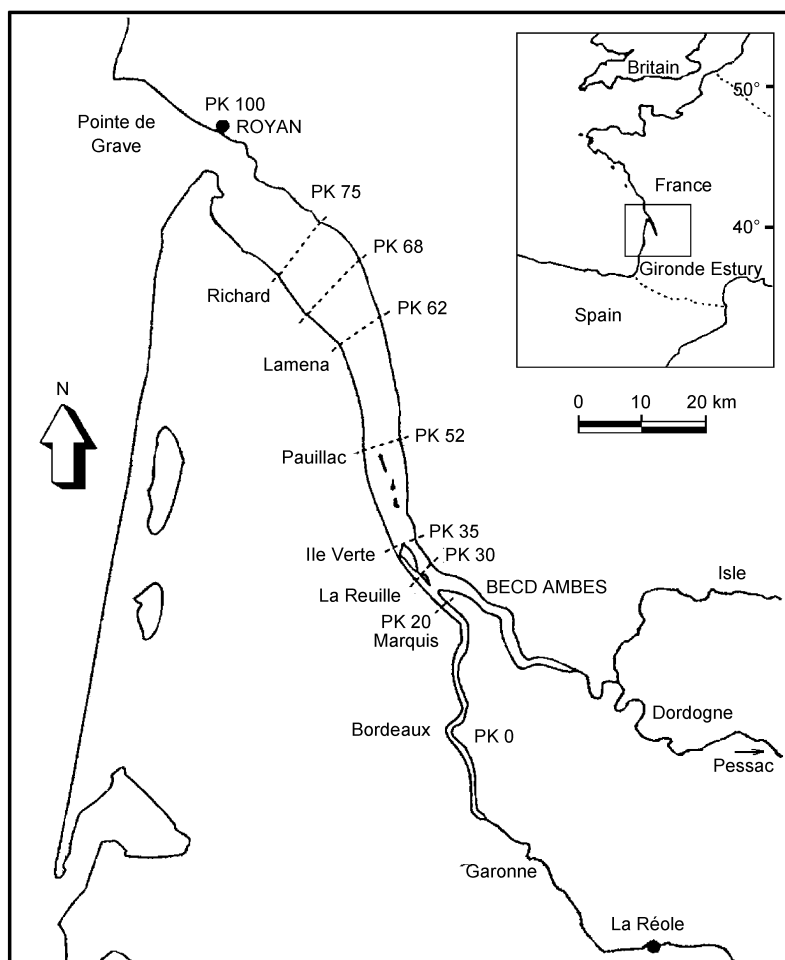 PK 100
ROYAN
Pointe de
Grave
PK 75
PK 68
Richard
PK 62
Lamena
PK 52
Pauillac
PK 35
Ile Verte
PK 30
La Reuille
BECD AMBES
PK 20
Marquis
Isle
Dordogne
Bordeaux
PK 0
Pessac
Garonne
La Réole
N
Britain
50°
France
40°
Gironde Estury
Spain
0 10 20 km